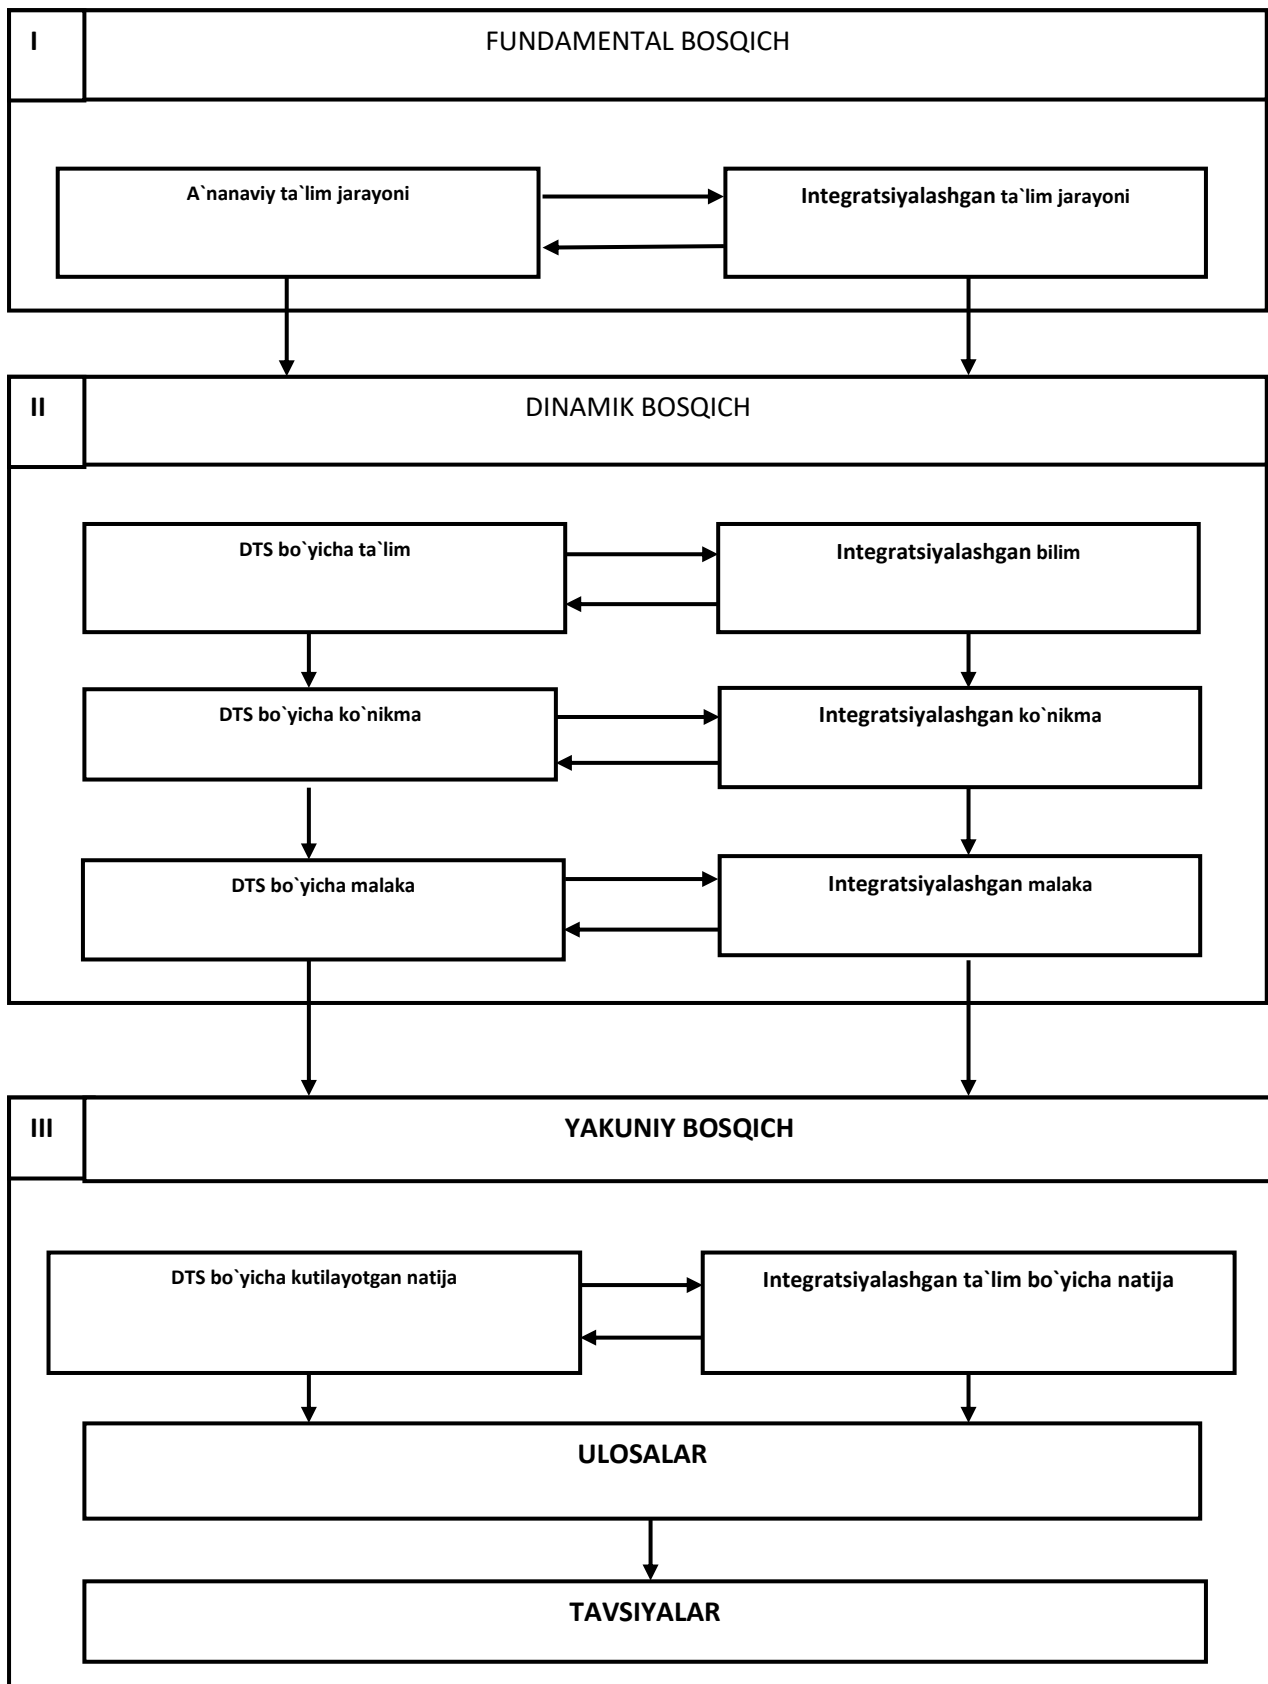 I
FUNDAMENTAL BOSQICH
A`nanaviy ta`lim jarayoni
Integratsiyalashgan ta`lim jarayoni
II
DINAMIK BOSQICH
DTS bo`yicha ta`lim
Integratsiyalashgan bilim
DTS bo`yicha ko`nikma
Integratsiyalashgan ko`nikma
DTS bo`yicha malaka
Integratsiyalashgan malaka
III
YAKUNIY BOSQICH
DTS bo`yicha kutilayotgan natija
Integratsiyalashgan ta`lim bo`yicha natija
ULOSALAR
TAVSIYALAR